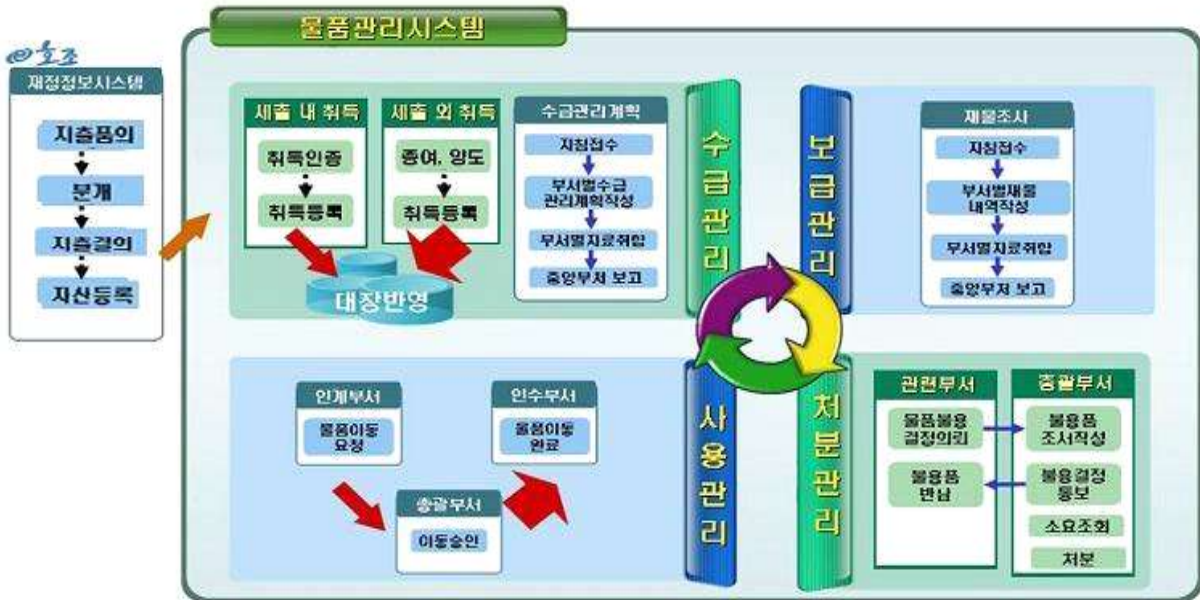 물품관리시스템
e호조
재정정보시스템
지출품의
분개
지출결의
자산등록
세출 내 취득
취득인증
취득등록
세출 외 취득
증여, 양도
취득등록
대장반영
수급관리계획
지침접수
부서별수급
관리계획작성
부서별자료취합
중앙부처 보고
수급관리
보급관리
재물조사
지침접수
부서별재물
내역작성
부서별자료취합
중앙부처 보고
인계부서
물품이동
요청
총괄부서
이동승인
인수부서
물품이동
완료
사용관리
처분관리
관련부서
물품불용
결정의뢰
불용품
반납
총괄부서
불용품
조서작성
불용결정
통보
소요조회
처분